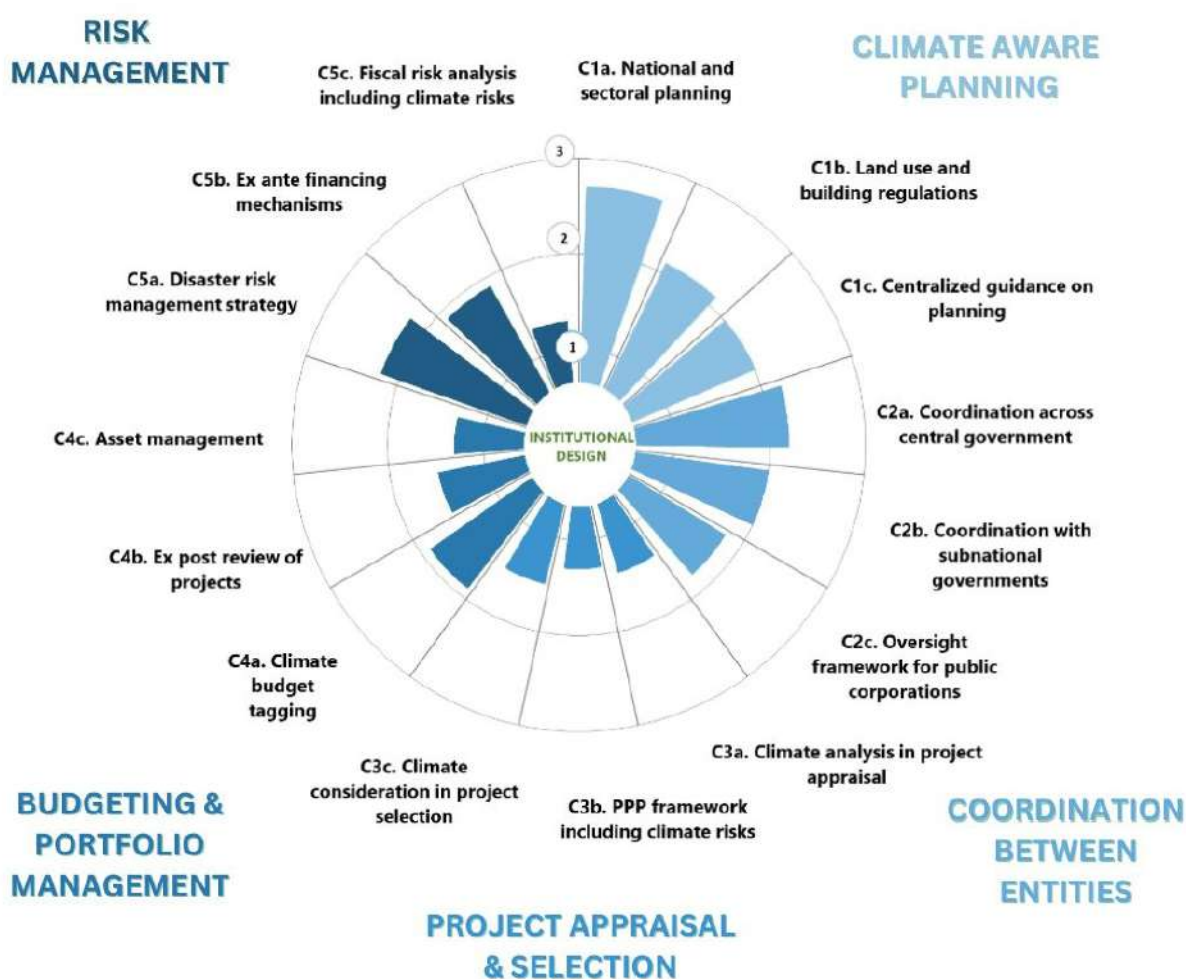 RISK
MANAGEMENT
C5c. Fiscal risk analysis
including climate risks
C1a. National and
sectoral planning
CLIMATE AWARE
PLANNING
C5b. Ex ante financing
mechanisms
3
C1b. Land use and
building regulations
2
C5a. Disaster risk
management strategy
C1c. Centralized guidance on
planning
1
C4c. Asset management
INSTITUTIONAL
DESIGN
C2a. Coordination across
central government
C4b. Ex post review of
projects
C2b. Coordination with
subnational
governments
C4a. Climate
budget
tagging
C2c. Oversight
framework for public
corporations
C3c. Climate
consideration in project
selection
C3b. PPP framework
including climate risks
C3a. Climate analysis in project
appraisal
BUDGETING &
PORTFOLIO
MANAGEMENT
COORDINATION
BETWEEN
ENTITIES
PROJECT APPRAISAL
& SELECTION